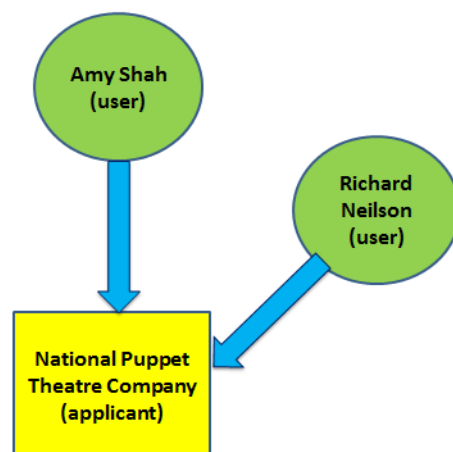 Amy Shah
(user)
Richard
Neilson
(user)
National Puppet
Theatre Company
(applicant)